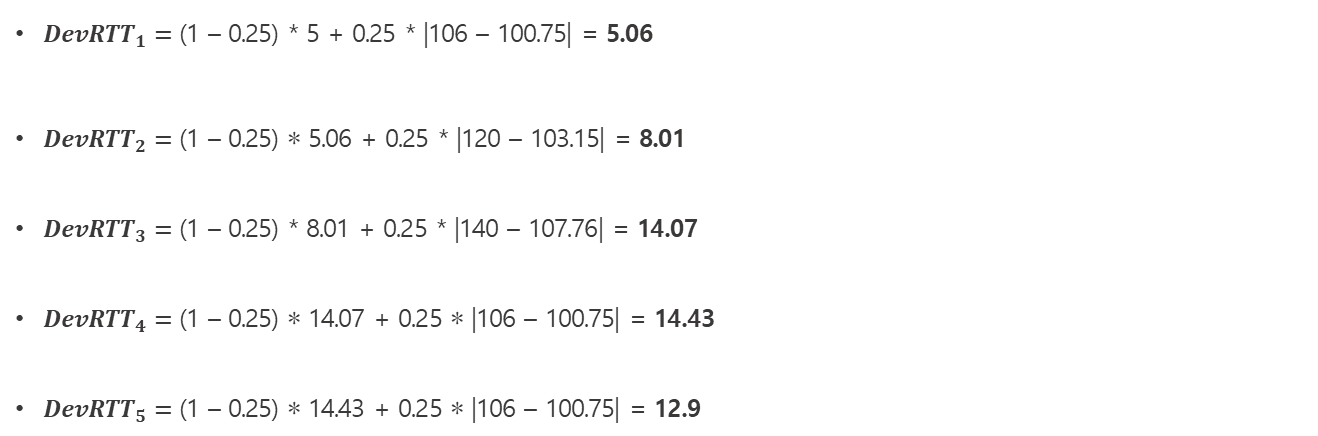 • DevRTT₁ = (1 – 0.25) * 5 + 0.25 * |106 – 100.75| = 5.06
• DevRTT₂ = (1 – 0.25) * 5.06 + 0.25 * |120 – 103.15| = 8.01
• DevRTT₃ = (1 – 0.25) * 8.01 + 0.25 * |140 – 107.76| = 14.07
• DevRTT₄ = (1 – 0.25) * 14.07 + 0.25 * |106 – 100.75| = 14.43
• DevRTT₅ = (1 – 0.25) * 14.43 + 0.25 * |106 – 100.75| = 12.9